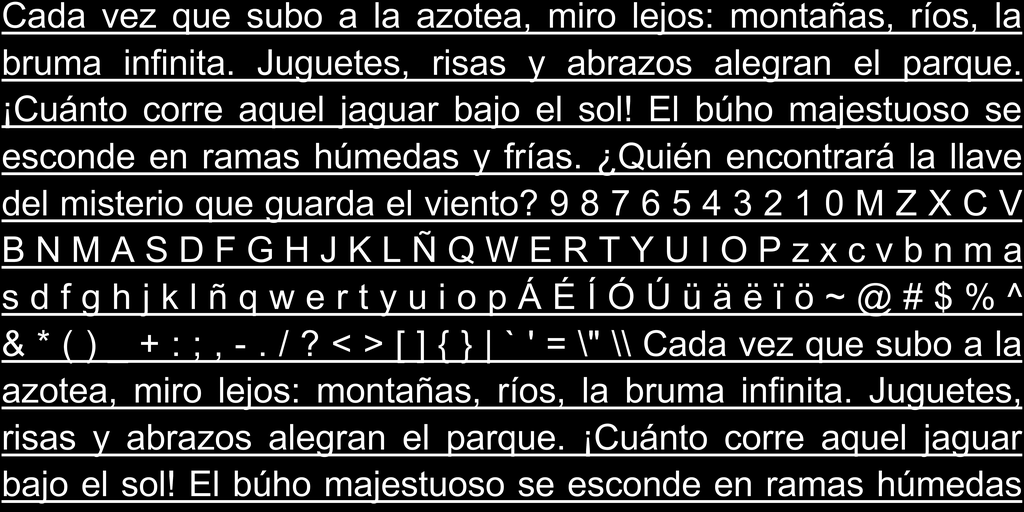 Cada vez que subo a la azotea, miro lejos: montañas, ríos, la
bruma infinita. Juguetes, risas y abrazos alegran el parque.
¡Cuánto corre aquel jaguar bajo el sol! El búho majestuoso se
esconde en ramas húmedas y frías. ¿Quién encontrará la llave
del misterio que guarda el viento? 9 8 7 6 5 4 3 2 1 0 M Z X C V
B N M A S D F G H J K L Ñ Q W E R T Y U I O P z x c v b n m a
s d f g h j k l ñ q w e r t y u i o p Á É Í Ó Ú ü ä ë ï ö ~ @ # $ % ^
& * ( ) _ + : ; , - . / ? < > [ ] { } | ` ' = \" \\ Cada vez que subo a la
azotea, miro lejos: montañas, ríos, la bruma infinita. Juguetes,
risas y abrazos alegran el parque. ¡Cuánto corre aquel jaguar
bajo el sol! El búho majestuoso se esconde en ramas húmedas